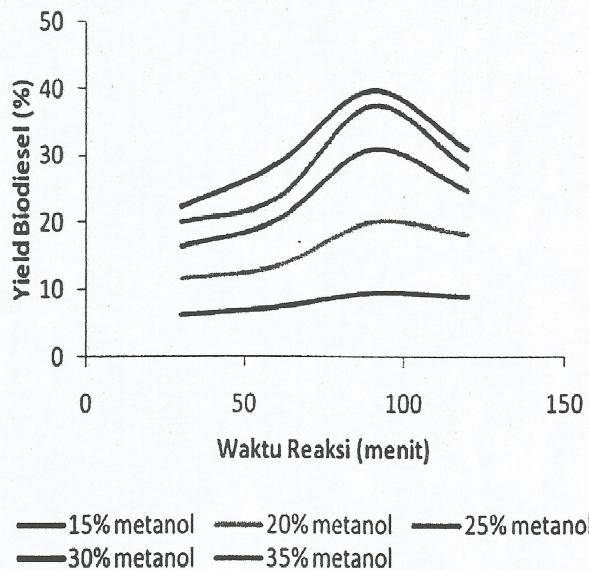 Yield Biodiesel (%)
50
40
30
20
10
0
0 50 100 150
Waktu Reaksi (menit)
15% metanol 20% metanol 25% metanol
30% metanol 35% metanol